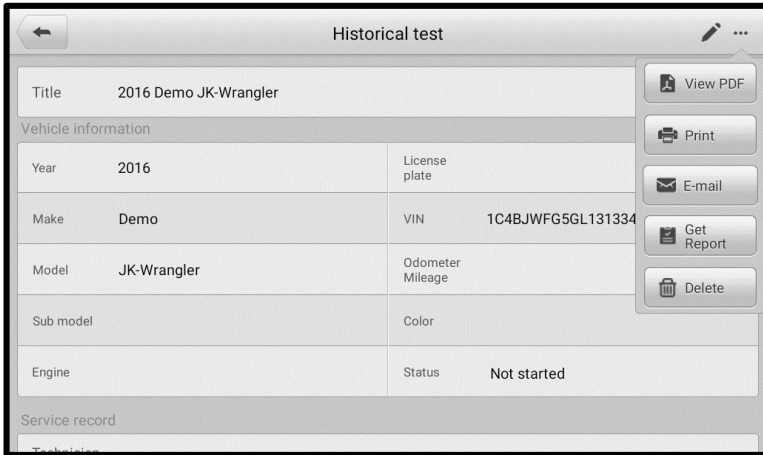 Historical test
View PDF
Print
E-mail
Get
Report
Delete
Title 2016 Demo JK-Wrangler
Vehicle information
Year 2016 License
plate
Make Demo VIN 1C4BJWFG5GL131334
Model JK-Wrangler Odometer
Mileage
Sub model Color
Engine Status Not started
Service record
Technician